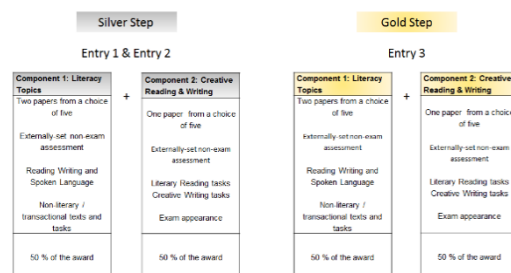 Silver Step
Entry 1 & Entry 2
Component 1: Literacy
Topics
Two papers from a choice
of five
Externally-set non-exam
assessment
Reading Writing and
Spoken Language
Non-literary /
transactional texts and
tasks
50 % of the award
+
Component 2: Creative
Reading & Writing
One paper from a choice
of five
Externally-set non-exam
assessment
Literary Reading tasks
Creative Writing tasks
Exam appearance
50 % of the award
Gold Step
Entry 3
Component 1: Literacy
Topics
Two papers from a choice
of five
Externally-set non-exam
assessment
Reading Writing and
Spoken Language
Non-literary /
transactional texts and
tasks
50 % of the award
+
Component 2: Creative
Reading & Writing
One paper from a choice
of five
Externally-set non-exam
assessment
Literary Reading tasks
Creative Writing tasks
Exam appearance
50 % of the award